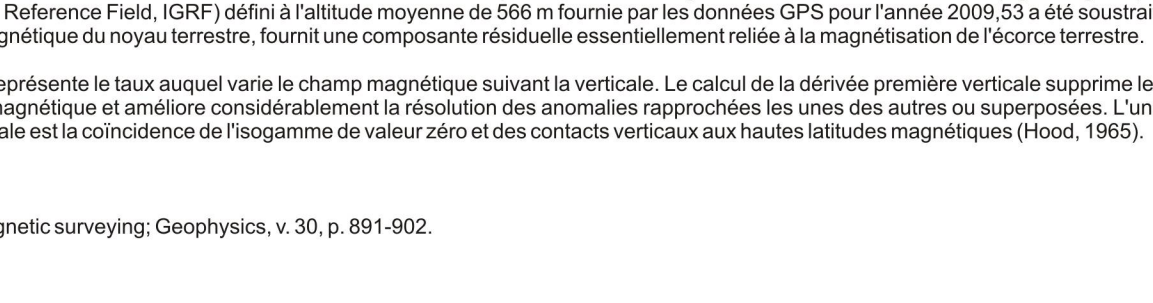 Reference Field, IGRF) défini à l'altitude moyenne de 566 m fournie par les données GPS pour l'année 2009,53 a été soustrai
gnétique du noyau terrestre, fournit une composante résiduelle essentiellement reliée à la magnétisation de l'écorce terrestre.
eprésente le taux auquel varie le champ magnétique suivant la verticale. Le calcul de la dérivée première verticale supprime le
magnétique et améliore considérablement la résolution des anomalies rapprochées les unes des autres ou superposées. L'un
ale est la coïncidence de l'isogamme de valeur zéro et des contacts verticaux aux hautes latitudes magnétiques (Hood, 1965).
gnetic surveying; Geophysics, v. 30, p. 891-902.